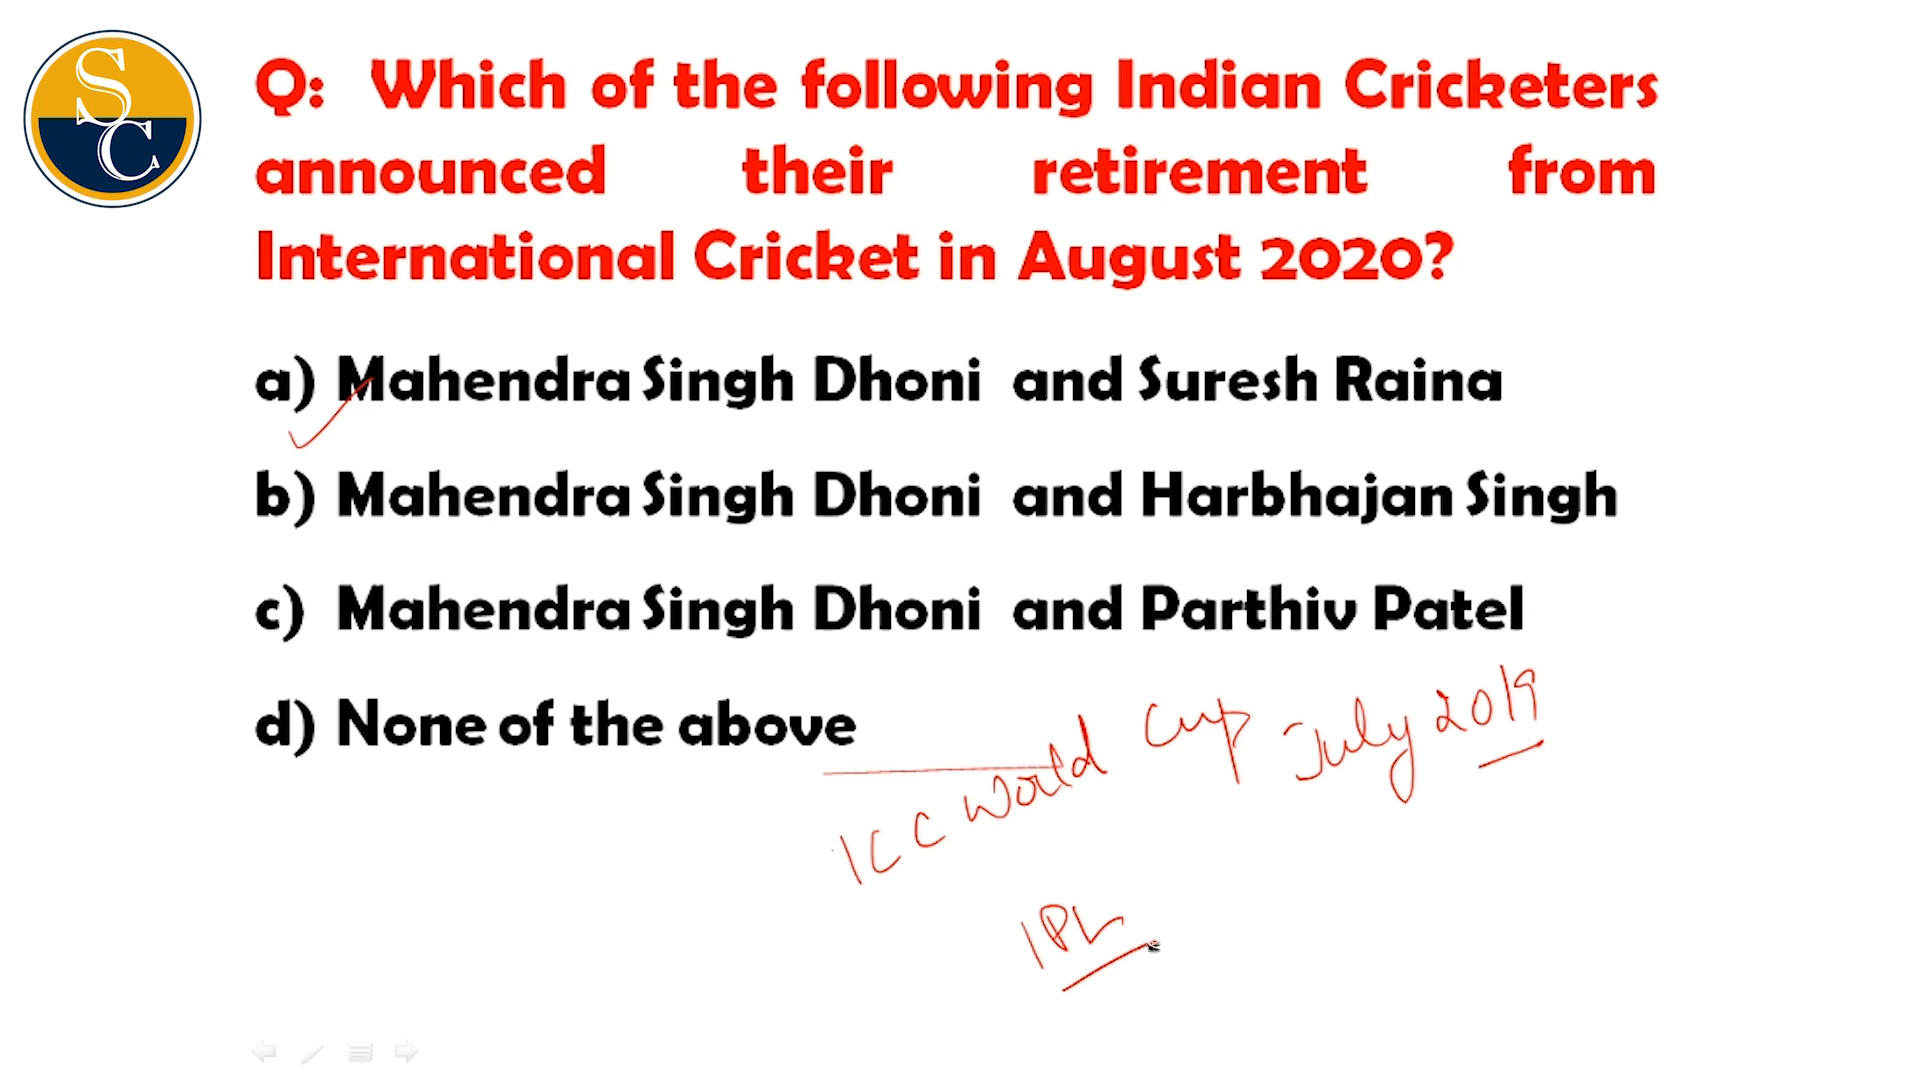 SC
Q: Which of the following Indian Cricketers
announced their retirement from
International Cricket in August 2020?
a) Mahendra Singh Dhoni and Suresh Raina
b) Mahendra Singh Dhoni and Harbhajan Singh
c) Mahendra Singh Dhoni and Parthiv Patel
d) None of the above
ICC World Cup July 2019
IPL